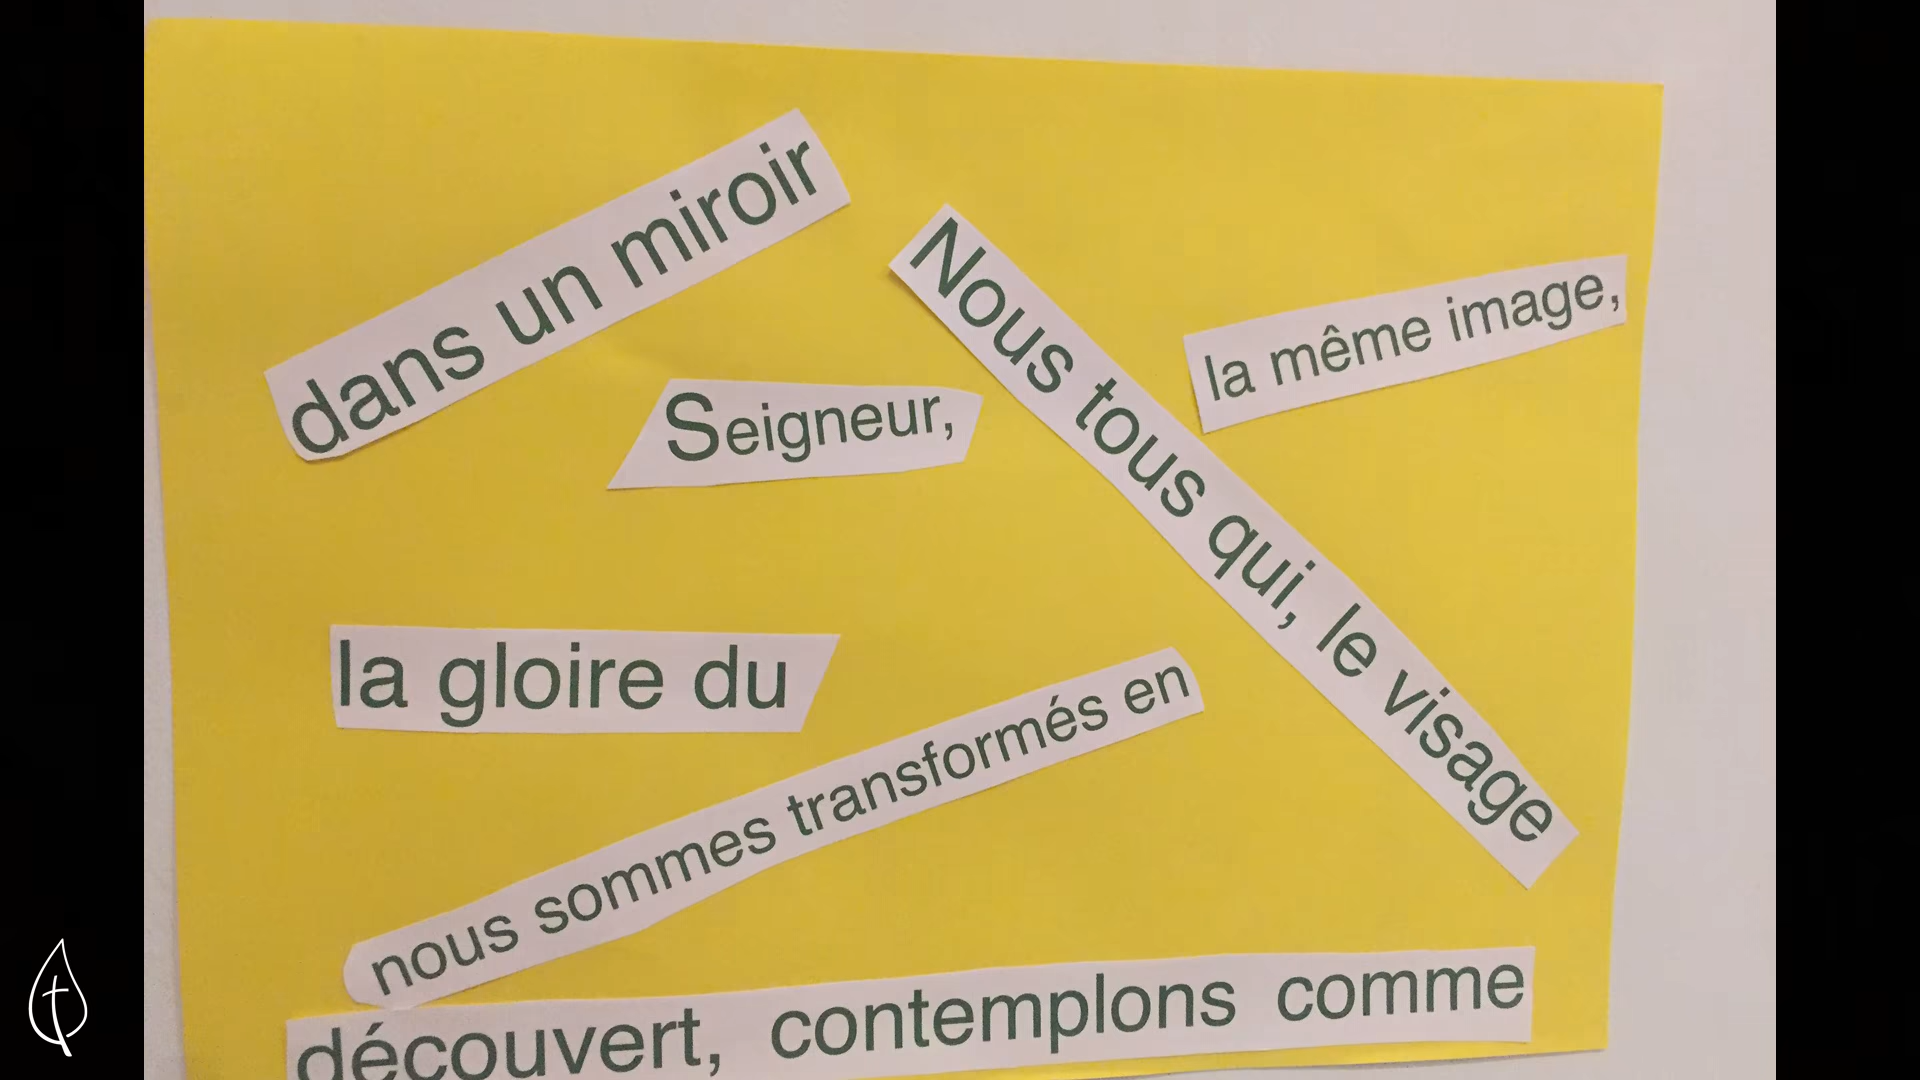 dans un miroir
Nous tous qui, le visage
la même image,
Seigneur,
la gloire du
nous sommes transformés en
découvert, contemplons comme